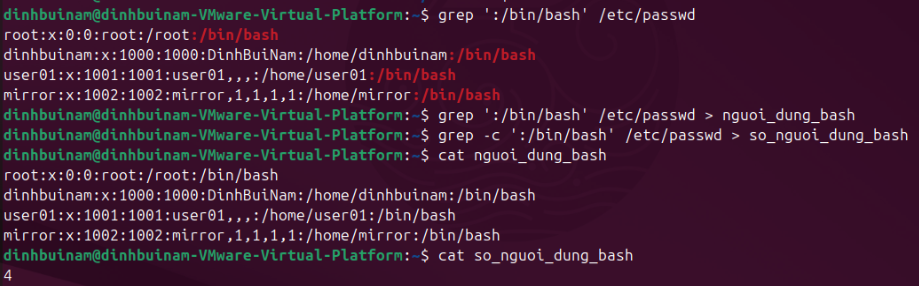 dinhbuinam@dinhbuinam-VMware-Virtual-Platform:~$ grep ':/bin/bash' /etc/passwd
root:x:0:0:root:/root:/bin/bash
dinhbuinam:x:1000:1000:DinhBuiNam:/home/dinhbuinam:/bin/bash
user01:x:1001:1001:user01,,,:/home/user01:/bin/bash
mirror:x:1002:1002:mirror,1,1,1,1:/home/mirror:/bin/bash
dinhbuinam@dinhbuinam-VMware-Virtual-Platform:~$ grep ':/bin/bash' /etc/passwd > nguoi_dung_bash
dinhbuinam@dinhbuinam-VMware-Virtual-Platform:~$ grep -c ':/bin/bash' /etc/passwd > so_nguoi_dung_bash
dinhbuinam@dinhbuinam-VMware-Virtual-Platform:~$ cat nguoi_dung_bash
root:x:0:0:root:/root:/bin/bash
dinhbuinam:x:1000:1000:DinhBuiNam:/home/dinhbuinam:/bin/bash
user01:x:1001:1001:user01,,,:/home/user01:/bin/bash
mirror:x:1002:1002:mirror,1,1,1,1:/home/mirror:/bin/bash
dinhbuinam@dinhbuinam-VMware-Virtual-Platform:~$ cat so_nguoi_dung_bash
4